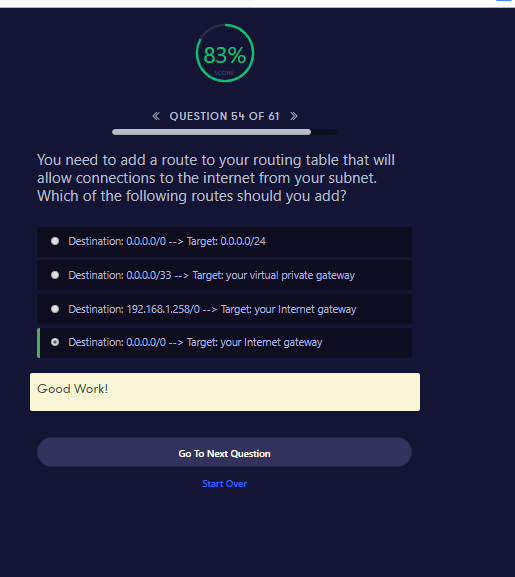 83%
SCORE
« QUESTION 54 OF 61 »
You need to add a route to your routing table that will
allow connections to the internet from your subnet.
Which of the following routes should you add?
Destination: 0.0.0.0/0 --> Target: 0.0.0.0/24
Destination: 0.0.0.0/33 --> Target: your virtual private gateway
Destination: 192.168.1.258/0 --> Target: your Internet gateway
Destination: 0.0.0.0/0 --> Target: your Internet gateway
Good Work!
Go To Next Question
Start Over